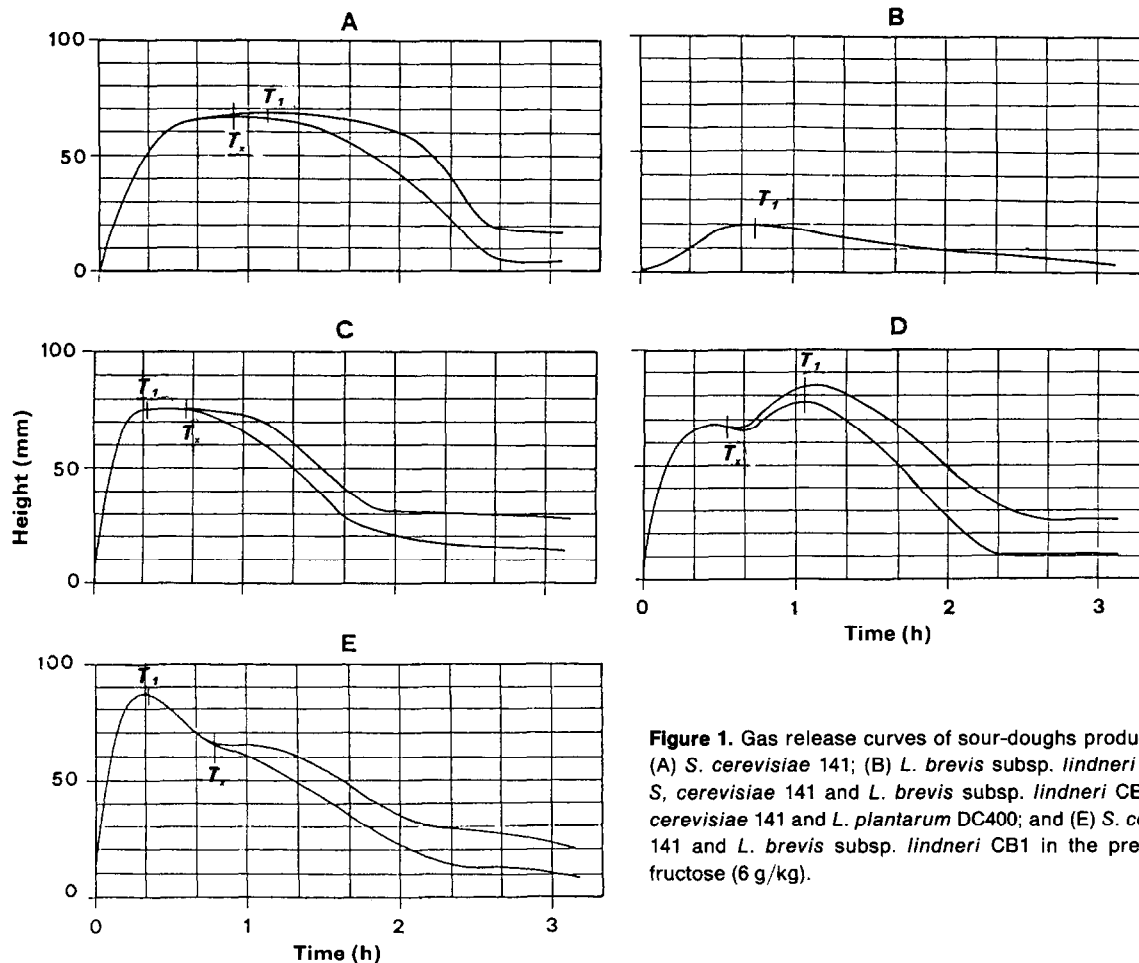 A
100
T₁
Tₓ
50
0
B
T₁
C
100
T₁
Tₓ
50
0
D
T₁
Tₓ
0 1 2 3
Time (h)
Height (mm)
E
100
T₁
Tₓ
50
0
0 1 2 3
Time (h)
Figure 1. Gas release curves of sour-doughs produ
(A) S. cerevisiae 141; (B) L. brevis subsp. lindneri
S, cerevisiae 141 and L. brevis subsp. lindneri CB
cerevisiae 141 and L. plantarum DC400; and (E) S. ce
141 and L. brevis subsp. lindneri CB1 in the pre
fructose (6 g/kg).